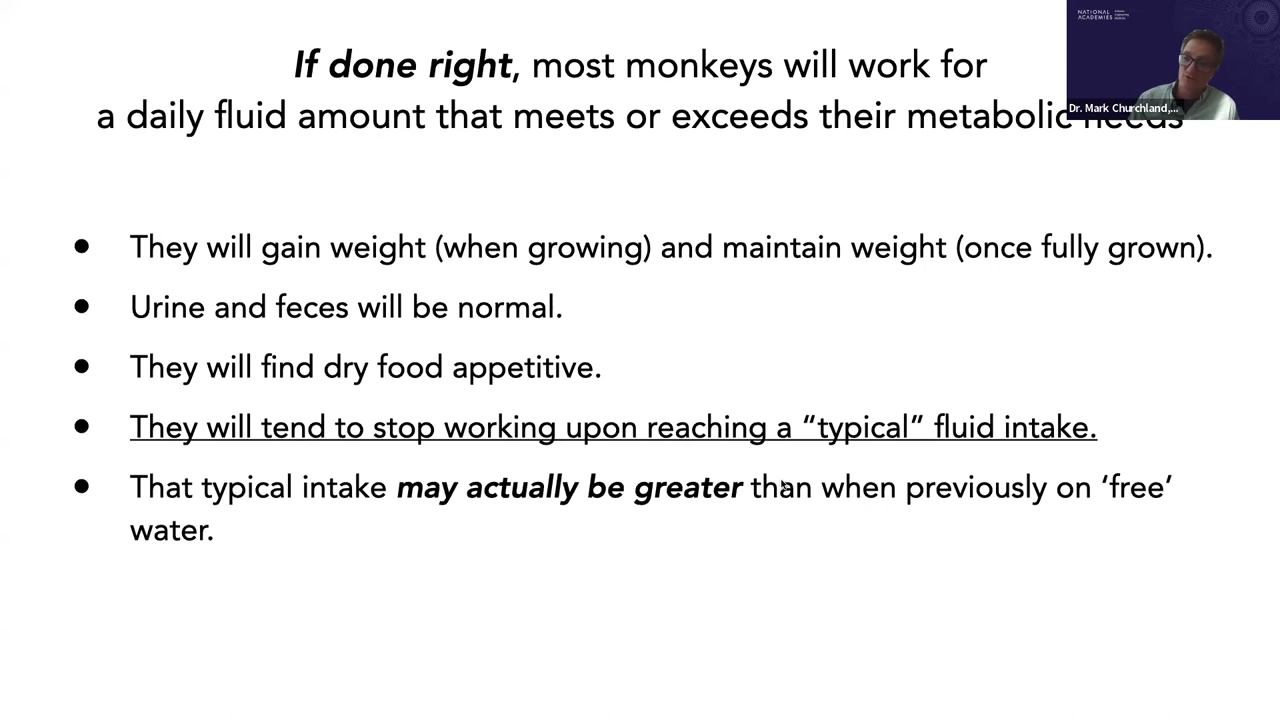 NATIONAL
ACADEMIES
If done right, most monkeys will work for
a daily fluid amount that meets or exceeds their metabolic needs
Dr. Mark Churchland,...
● They will gain weight (when growing) and maintain weight (once fully grown).
● Urine and feces will be normal.
● They will find dry food appetitive.
● They will tend to stop working upon reaching a “typical” fluid intake.
● That typical intake may actually be greater than when previously on ‘free’
water.